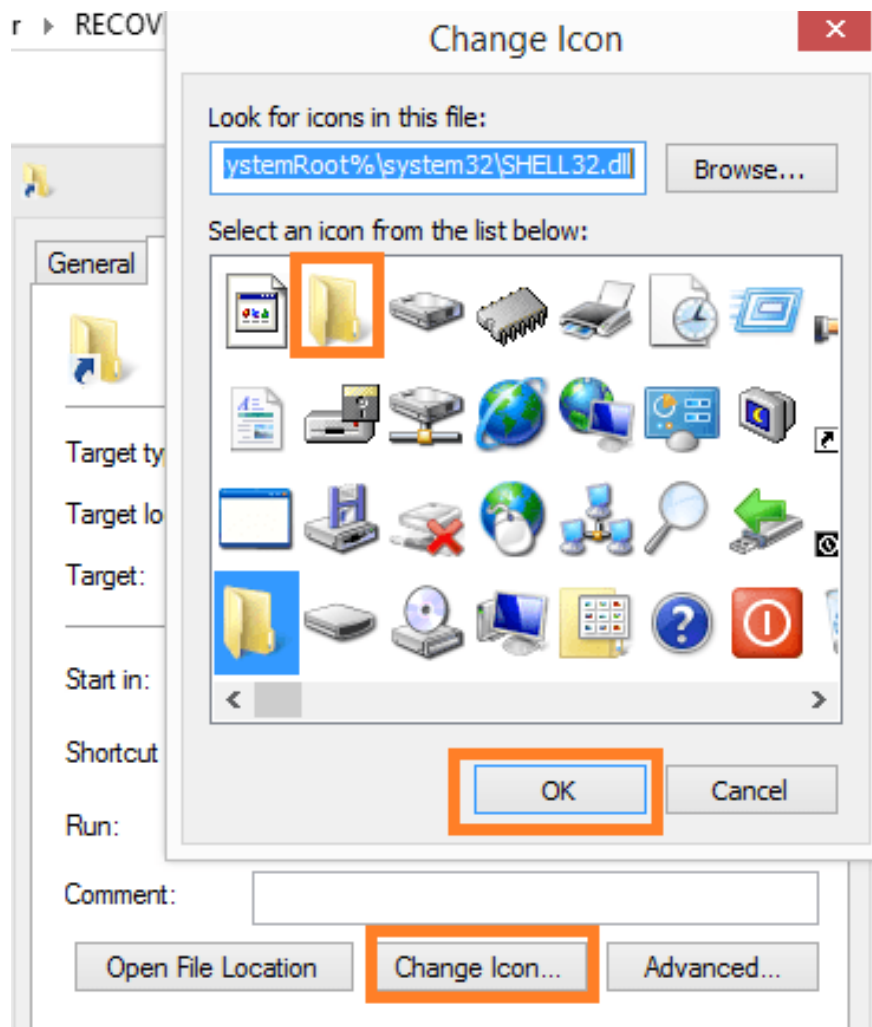 r ▸ RECOV
Change Icon
Look for icons in this file:
ystemRoot%\system32\SHELL32.dll
Browse...
Select an icon from the list below:
General
Target ty
Target lo
Target:
Start in:
Shortcut
Run:
OK
Cancel
Comment:
Open File Location
Change Icon...
Advanced...